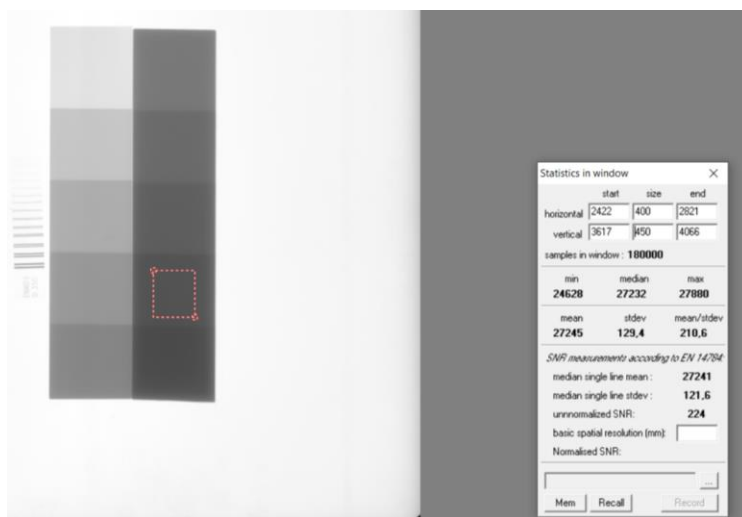 Statistics in window
start size end
horizontal 2422 400 2821
vertical 3617 450 4066
samples in window : 180000
min median max
24628 27232 27880
mean stdev mean/stdev
27245 129,4 210,6
SNR measurements according to EN 14784:
median single line mean : 27241
median single line stdev : 121,6
unnnormalized SNR: 224
basic spatial resolution (mm):
Normalised SNR:
...
Mem Recall Record